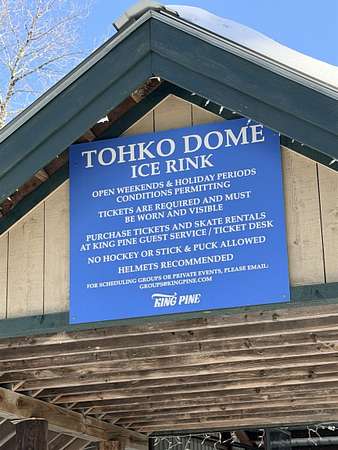 TOHKO DOMÉ
ICE RINK
OPEN WEEKENDS & HOLIDAY PERIODS
CONDITIONS PERMITTING
TICKETS ARE REQUIRED AND MUST
BE WORN AND VISIBLE
PURCHASE TICKETS AND SKATE RENTALS
AT KING PINE GUEST SERVICE / TICKET DESK
NO HOCKEY OR STICK & PUCK ALLOWED
HELMETS RECOMMENDED
FOR SCHEDULING GROUPS OR PRIVATE EVENTS, PLEASE EMAIL:
GROUPS@KINGPINE.COM
KING PINE